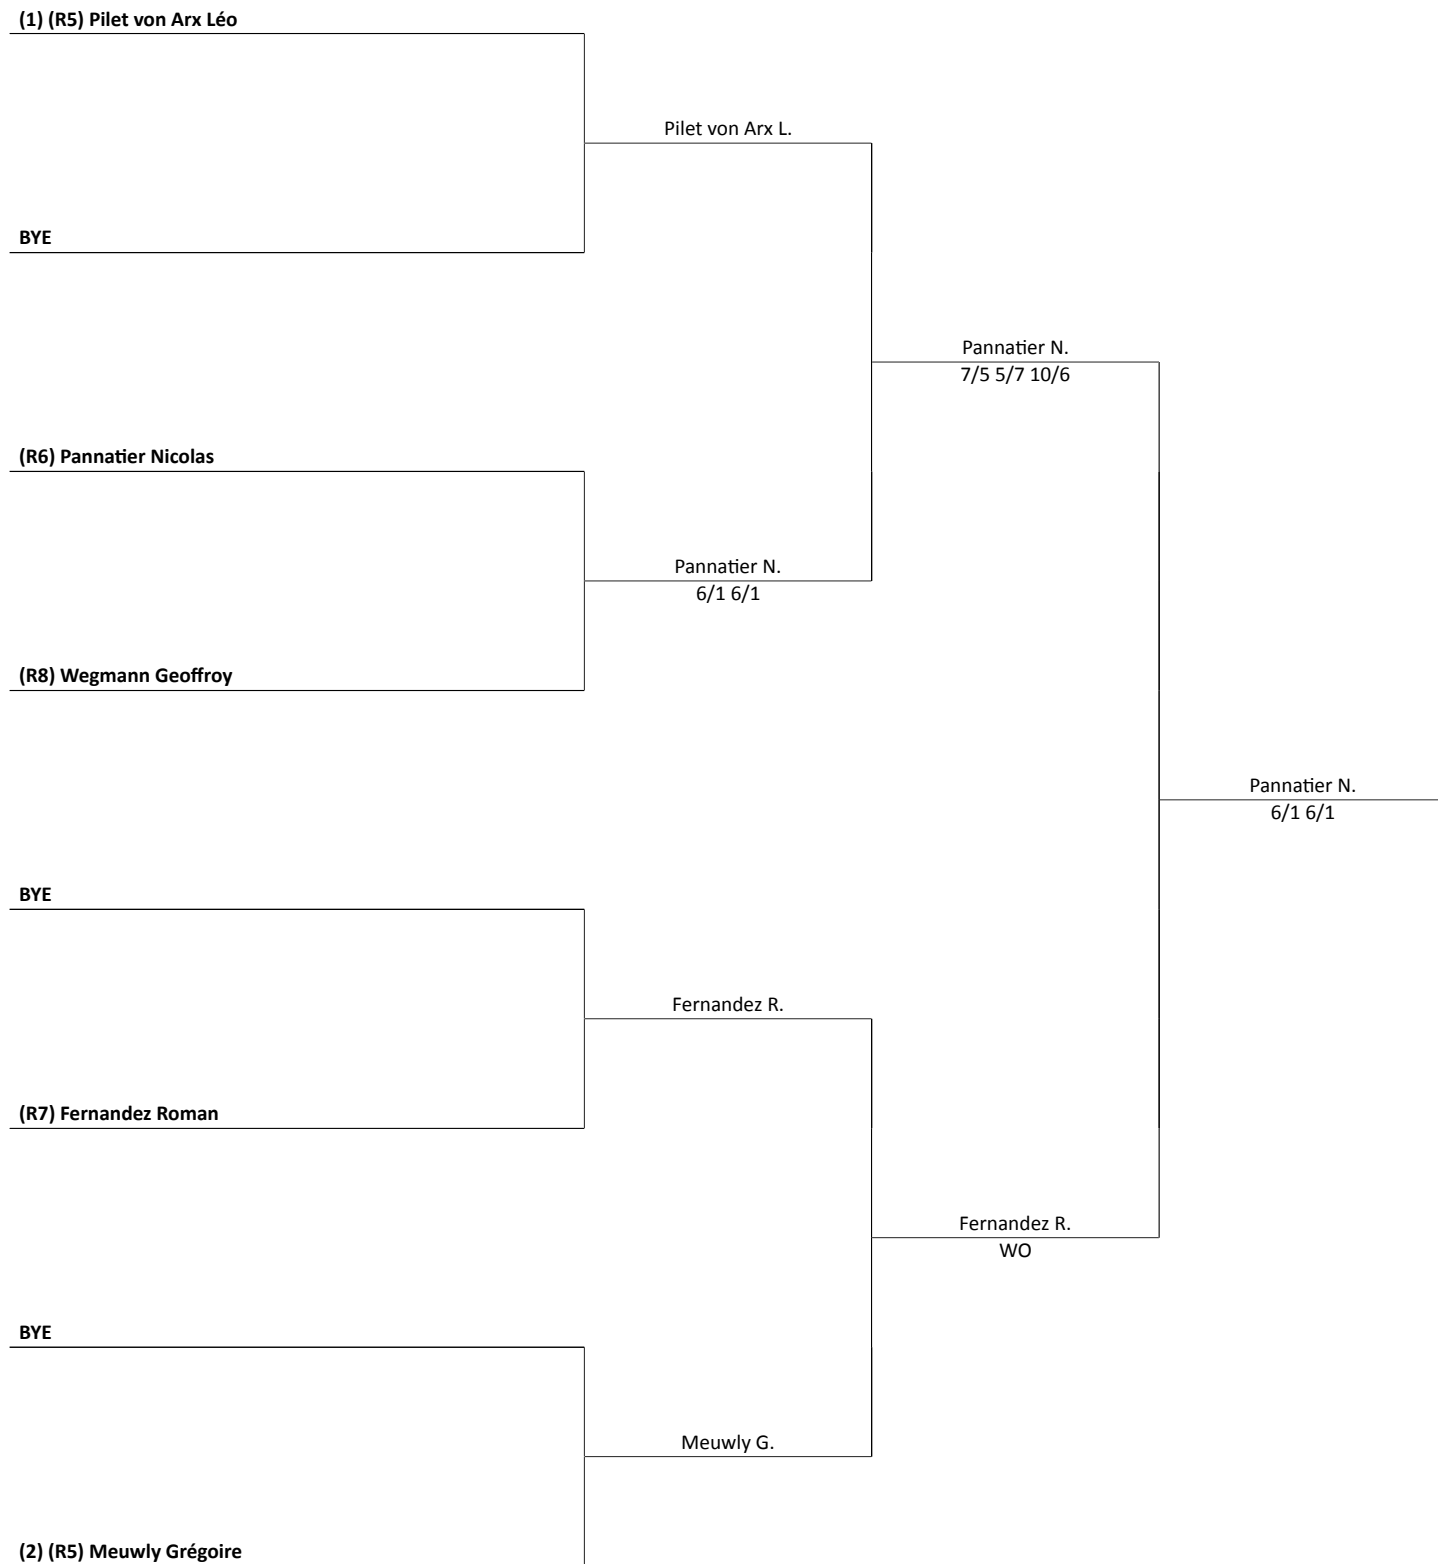 (1) (R5) Pilet von Arx Léo
Pilet von Arx L.
BYE
Pannatier N.
7/5 5/7 10/6
(R6) Pannatier Nicolas
Pannatier N.
6/1 6/1
(R8) Wegmann Geoffroy
Pannatier N.
6/1 6/1
BYE
Fernandez R.
(R7) Fernandez Roman
Fernandez R.
WO
BYE
Meuwly G.
(2) (R5) Meuwly Grégoire